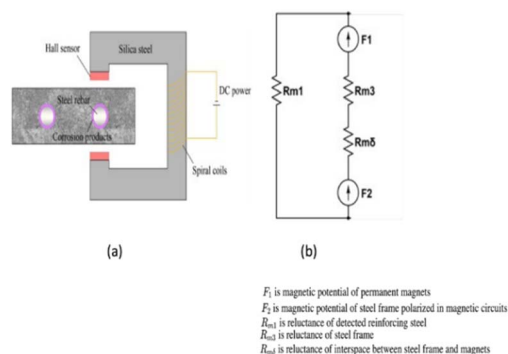 Hall sensor
Silica steel
DC power
Steel rebar
Corrosion products
Spiral coils
(a)
F1
Rm1
Rm3
Rmδ
F2
(b)
F₁ is magnetic potential of permanent magnets
F₂ is magnetic potential of steel frame polarized in magnetic circuits
Rm1 is reluctance of detected reinforcing steel
Rm3 is reluctance of steel frame
Rmδ is reluctance of interspace between steel frame and magnets